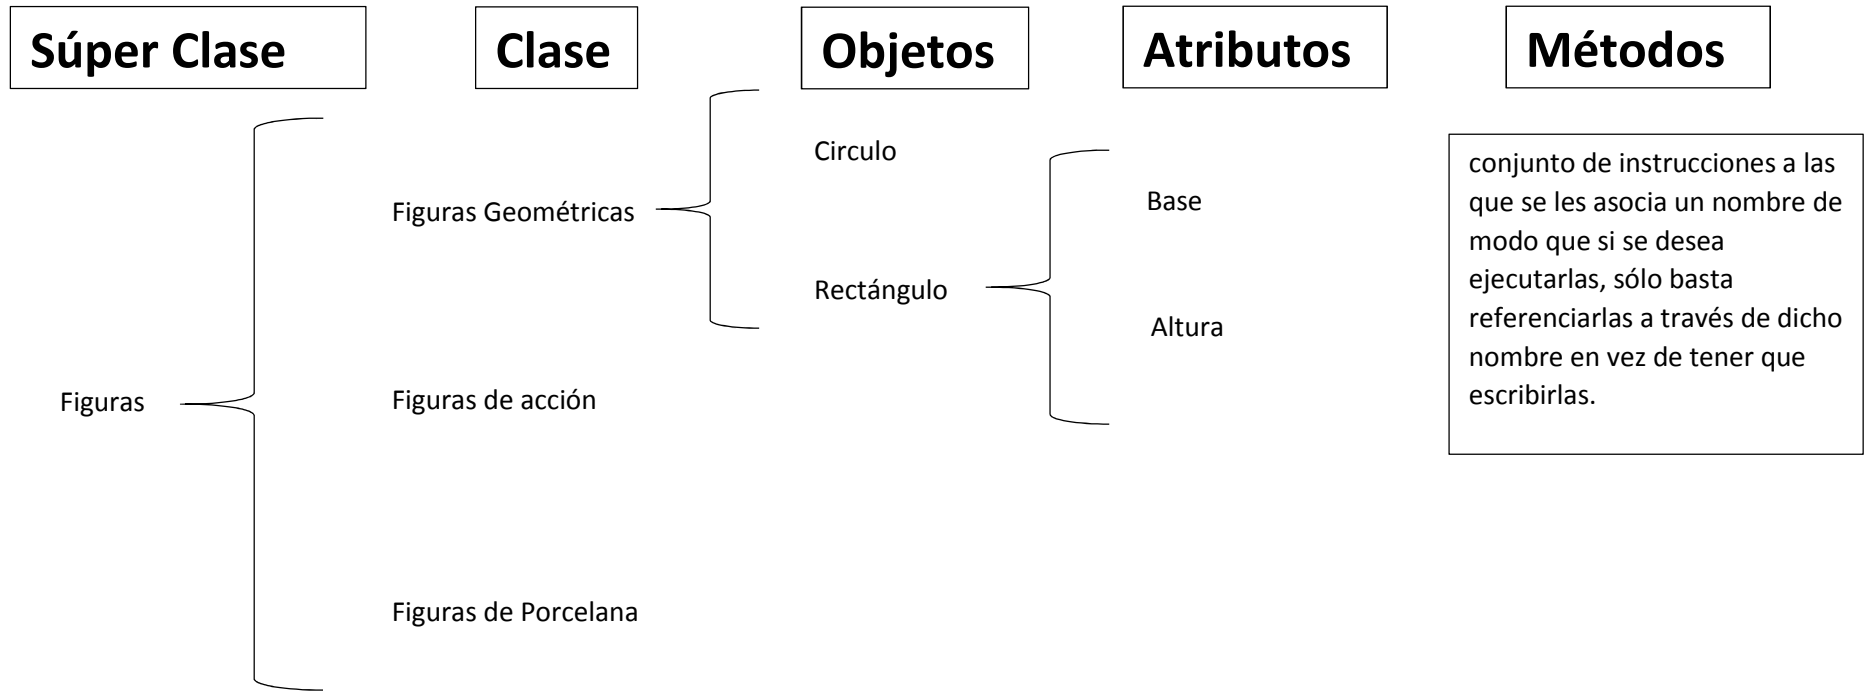 Súper Clase
Clase
Objetos
Atributos
Métodos
Figuras
Figuras Geométricas
Figuras de acción
Figuras de Porcelana
Circulo
Rectángulo
Base
Altura
conjunto de instrucciones a las
que se les asocia un nombre de
modo que si se desea
ejecutarlas, sólo basta
referenciarlas a través de dicho
nombre en vez de tener que
escribirlas.